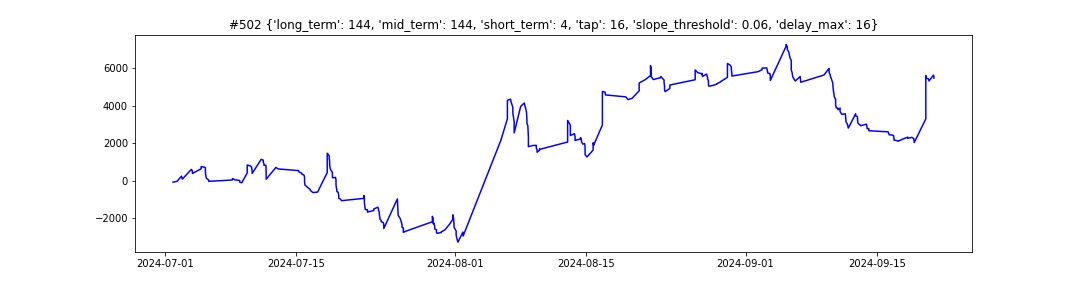 #502 {'long_term': 144, 'mid_term': 144, 'short_term': 4, 'tap': 16, 'slope_threshold': 0.06, 'delay_max': 16}
6000
4000
2000
0
−2000
2024-07-01 2024-07-15 2024-08-01 2024-08-15 2024-09-01 2024-09-15